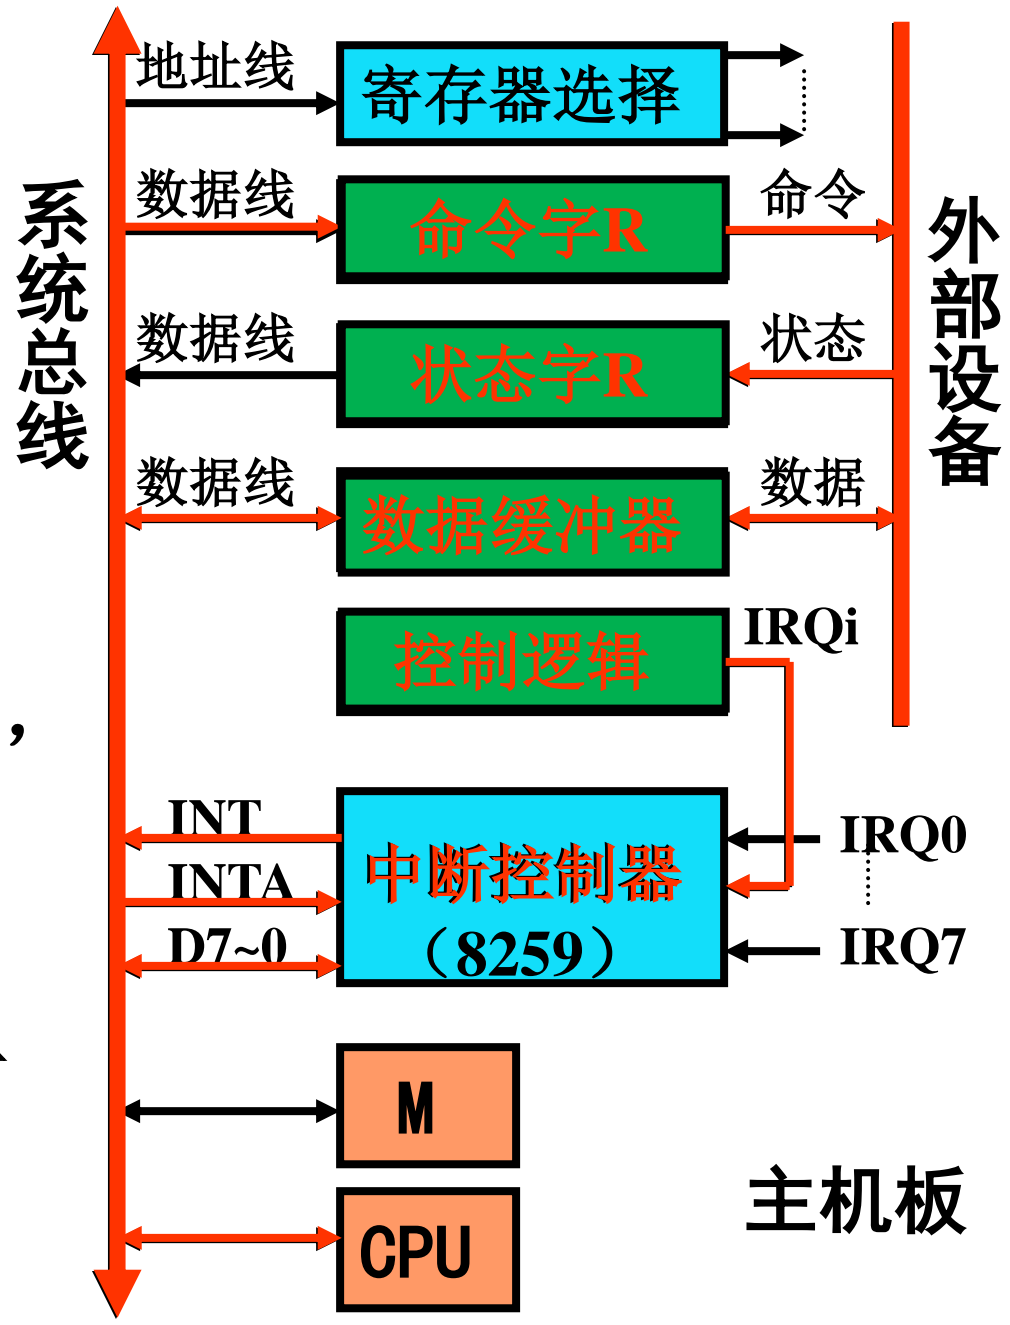 地址线
寄存器选择
系统总线
数据线
命令字R
命令
外部设备
数据线
状态字R
状态
数据线
数据缓冲器
数据
控制逻辑
IRQi
，
INT
IRQ0
INTA
中断控制器
（8259）
D7~0
IRQ7
M
主机板
CPU